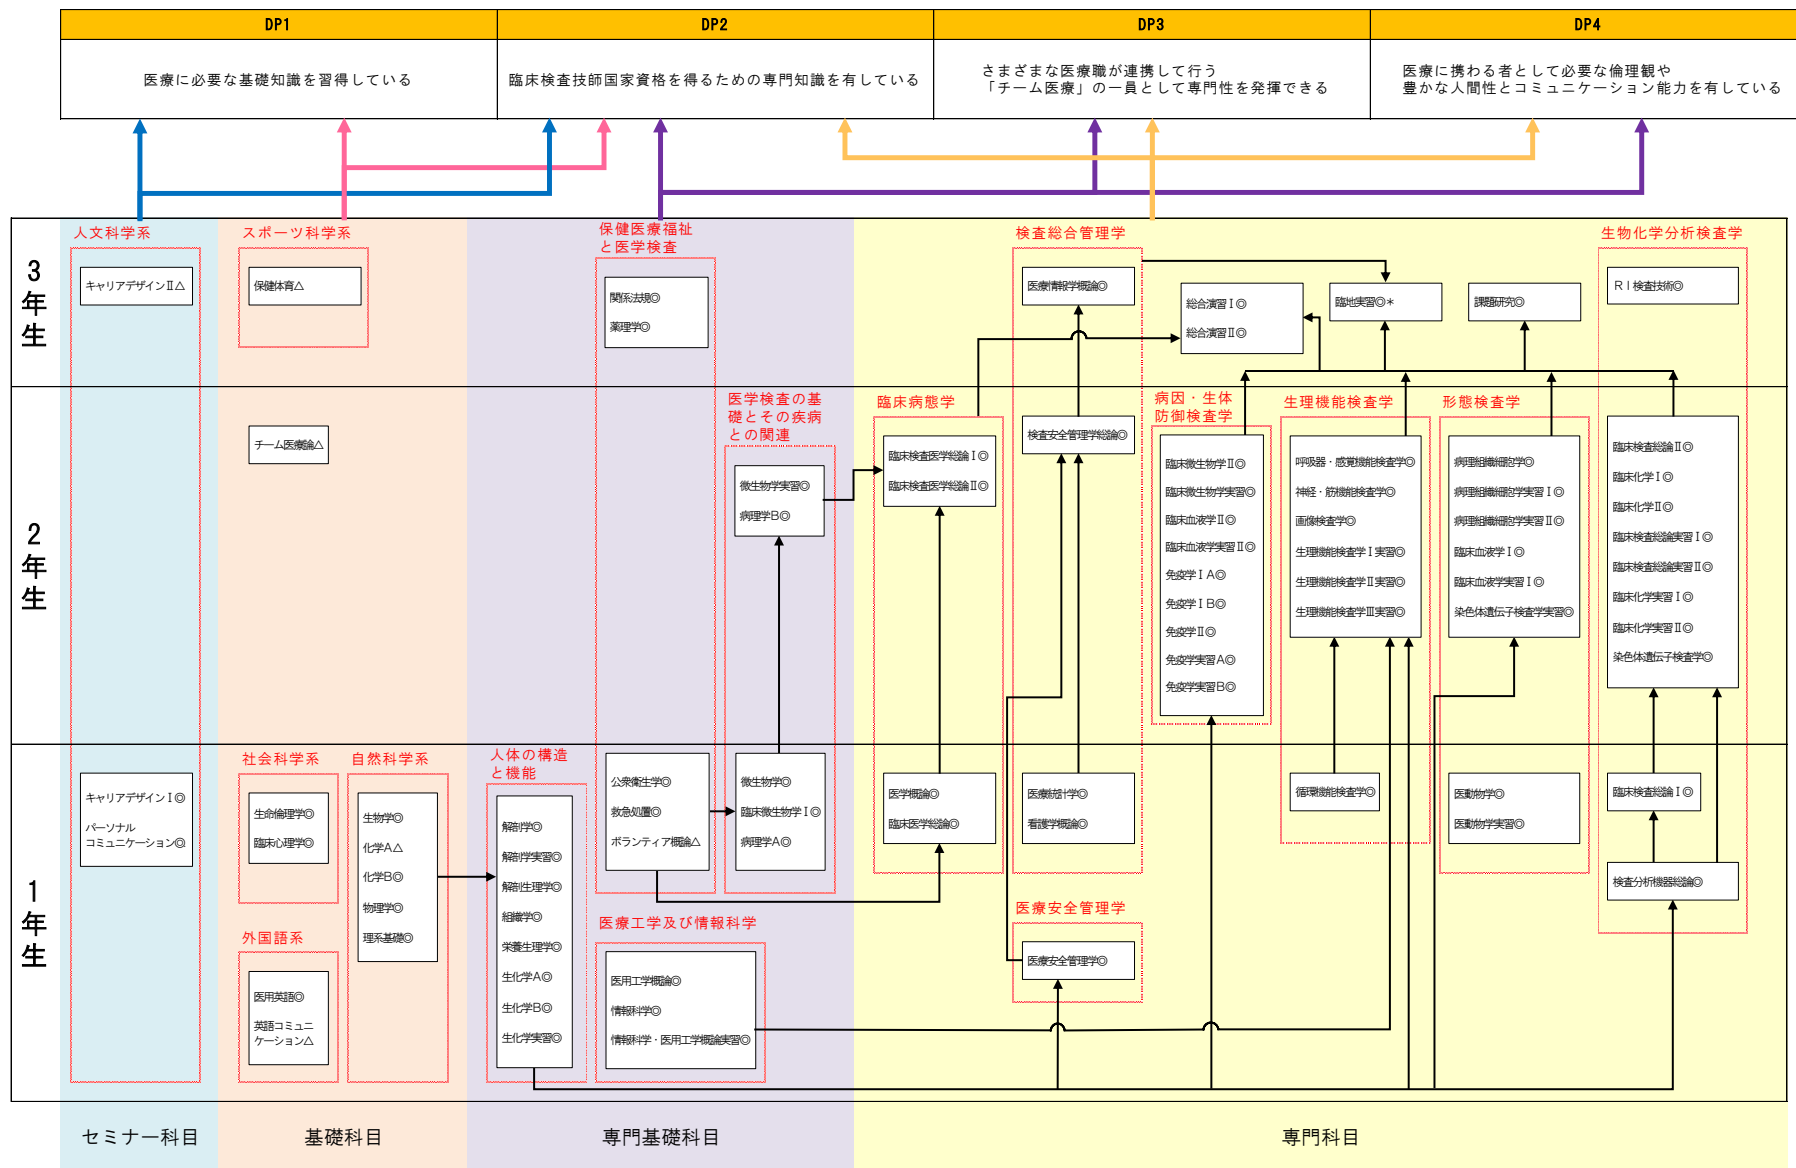 DP1
DP2
DP3
DP4
医療に必要な基礎知識を習得している
臨床検査技師国家資格を得るための専門知識を有している
さまざまな医療職が連携して行う
「チーム医療」の一員として専門性を発揮できる
医療に携わる者として必要な倫理観や
豊かな人間性とコミュニケーション能力を有している
3
年
生
人文科学系
キャリアデザインⅡ△
スポーツ科学系
保健体育△
保健医療福祉
と医学検査
関係法規◎
薬理学◎
検査総合管理学
医療情報学概論◎
総合演習Ⅰ◎
総合演習Ⅱ◎
臨地実習◎＊
課題研究◎
生物化学分析検査学
ＲＩ検査技術◎
2
年
生
チーム医療論△
医学検査の基
礎とその疾病
との関連
微生物学実習◎
病理学B◎
臨床病態学
臨床検査医学総論Ⅰ◎
臨床検査医学総論Ⅱ◎
検査安全管理学総論◎
病因・生体
防御検査学
臨床微生物学Ⅱ◎
臨床微生物学実習◎
臨床血液学Ⅱ◎
臨床血液学実習Ⅱ◎
免疫学ⅠA◎
免疫学ⅠB◎
免疫学Ⅱ◎
免疫学実習A◎
免疫学実習B◎
生理機能検査学
呼吸器・感覚機能検査学◎
神経・筋機能検査学◎
画像検査学◎
生理機能検査学Ⅰ実習◎
生理機能検査学Ⅱ実習◎
生理機能検査学Ⅲ実習◎
形態検査学
病理組織細胞学◎
病理組織細胞学実習Ⅰ◎
病理組織細胞学実習Ⅱ◎
臨床血液学Ⅰ◎
臨床血液学実習Ⅰ◎
染色体遺伝子検査学実習◎
臨床検査総論Ⅱ◎
臨床化学Ⅰ◎
臨床化学Ⅱ◎
臨床検査総論実習Ⅰ◎
臨床検査総論実習Ⅱ◎
臨床化学実習Ⅰ◎
臨床化学実習Ⅱ◎
染色体遺伝子検査学◎
1
年
生
キャリアデザインⅠ◎
パーソナル
コミュニケーション◎
社会科学系
生命倫理学◎
臨床心理学◎
外国語系
医用英語◎
英語コミュニ
ケーション△
自然科学系
生物学◎
化学A△
化学B◎
物理学◎
理系基礎◎
人体の構造
と機能
解剖学◎
解剖学実習◎
解剖生理学◎
組織学◎
栄養生理学◎
生化学A◎
生化学B◎
生化学実習◎
公衆衛生学◎
救急処置◎
ボランティア概論△
微生物学◎
臨床微生物学Ⅰ◎
病理学A◎
医療工学及び情報科学
医用工学概論◎
情報科学◎
情報科学・医用工学概論実習◎
医学概論◎
臨床医学総論◎
医療統計学◎
看護学概論◎
医療安全管理学
医療安全管理学◎
循環機能検査学◎
医動物学◎
医動物学実習◎
臨床検査総論Ⅰ◎
検査分析機器総論◎
セミナー科目
基礎科目
専門基礎科目
専門科目